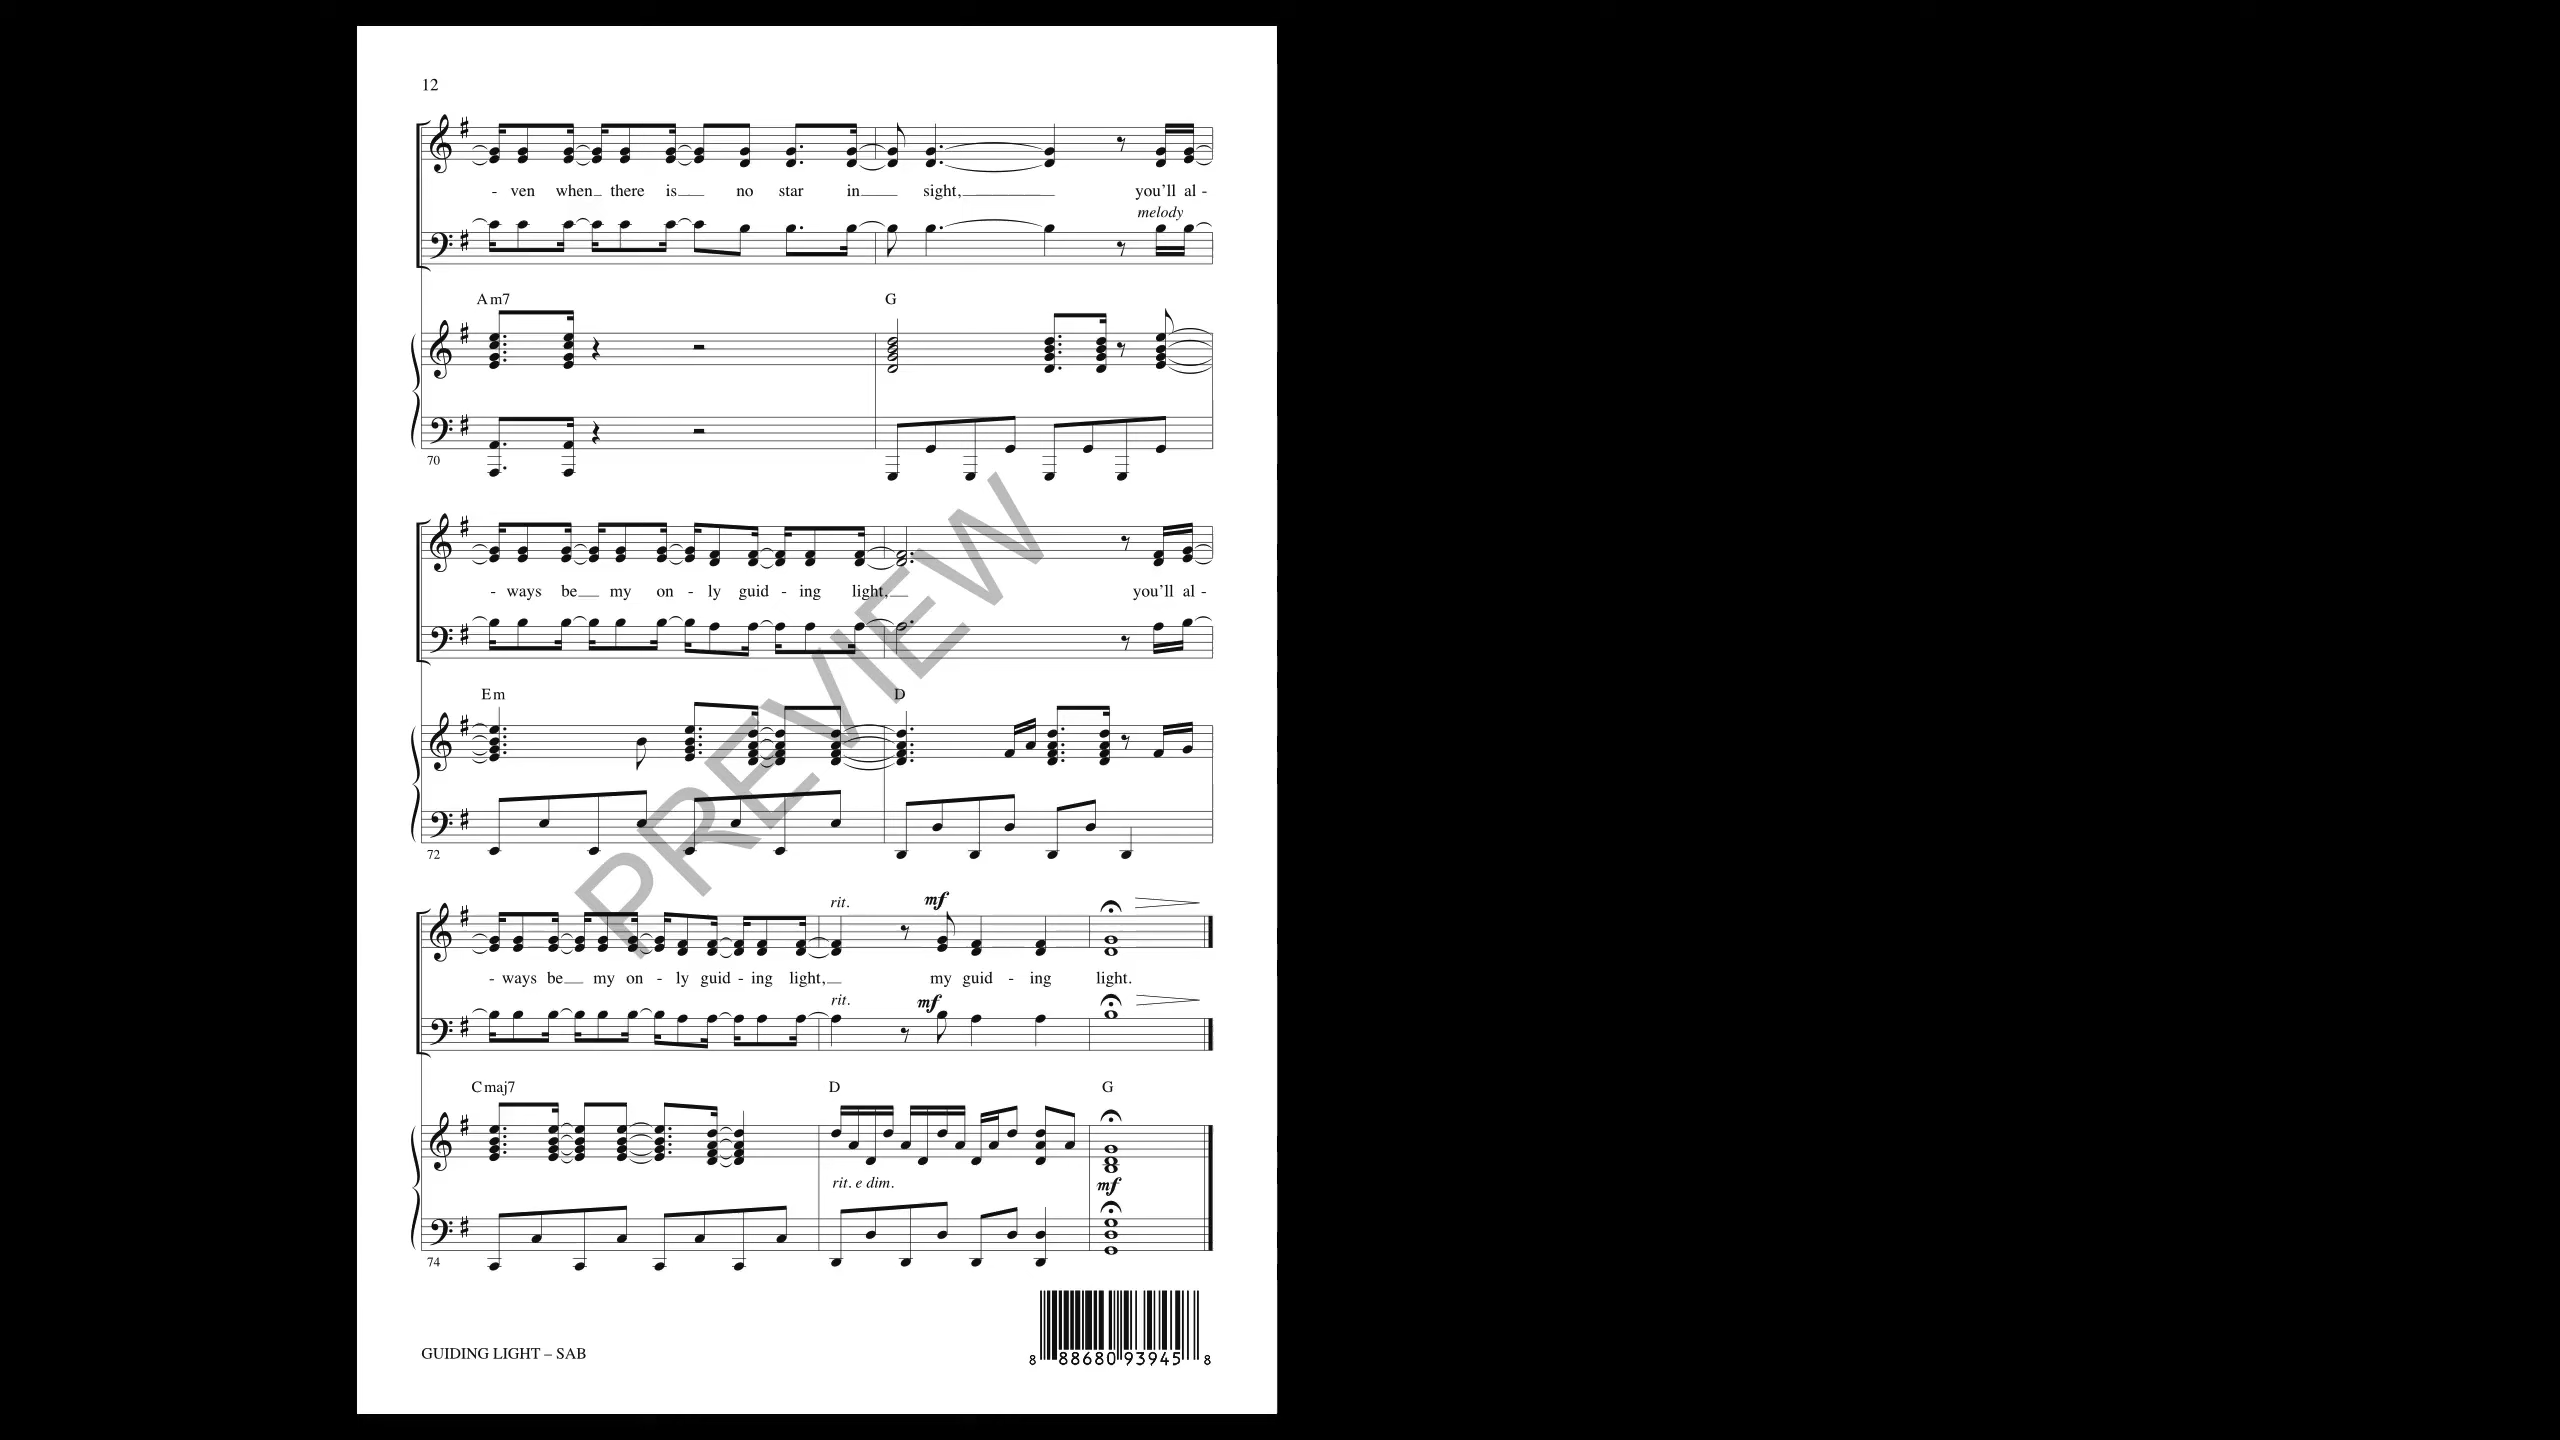 12
- ven when there is no star in sight, you'll al -
melody
Am7 G
70
- ways be my on - ly guid - ing light, you'll al -
Em D
72
PREVIEW
rit. mf
- ways be my on - ly guid - ing light, my guid - ing light.
rit. mf
Cmaj7 D G
rit. e dim. mf
74
GUIDING LIGHT – SAB
8 88680 93945 8